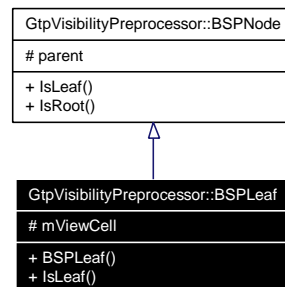 GtpVisibilityPreprocessor::BSPNode
# parent
+ IsLeaf()
+ IsRoot()
GtpVisibilityPreprocessor::BSPLeaf
# mViewCell
+ BSPLeaf()
+ IsLeaf()